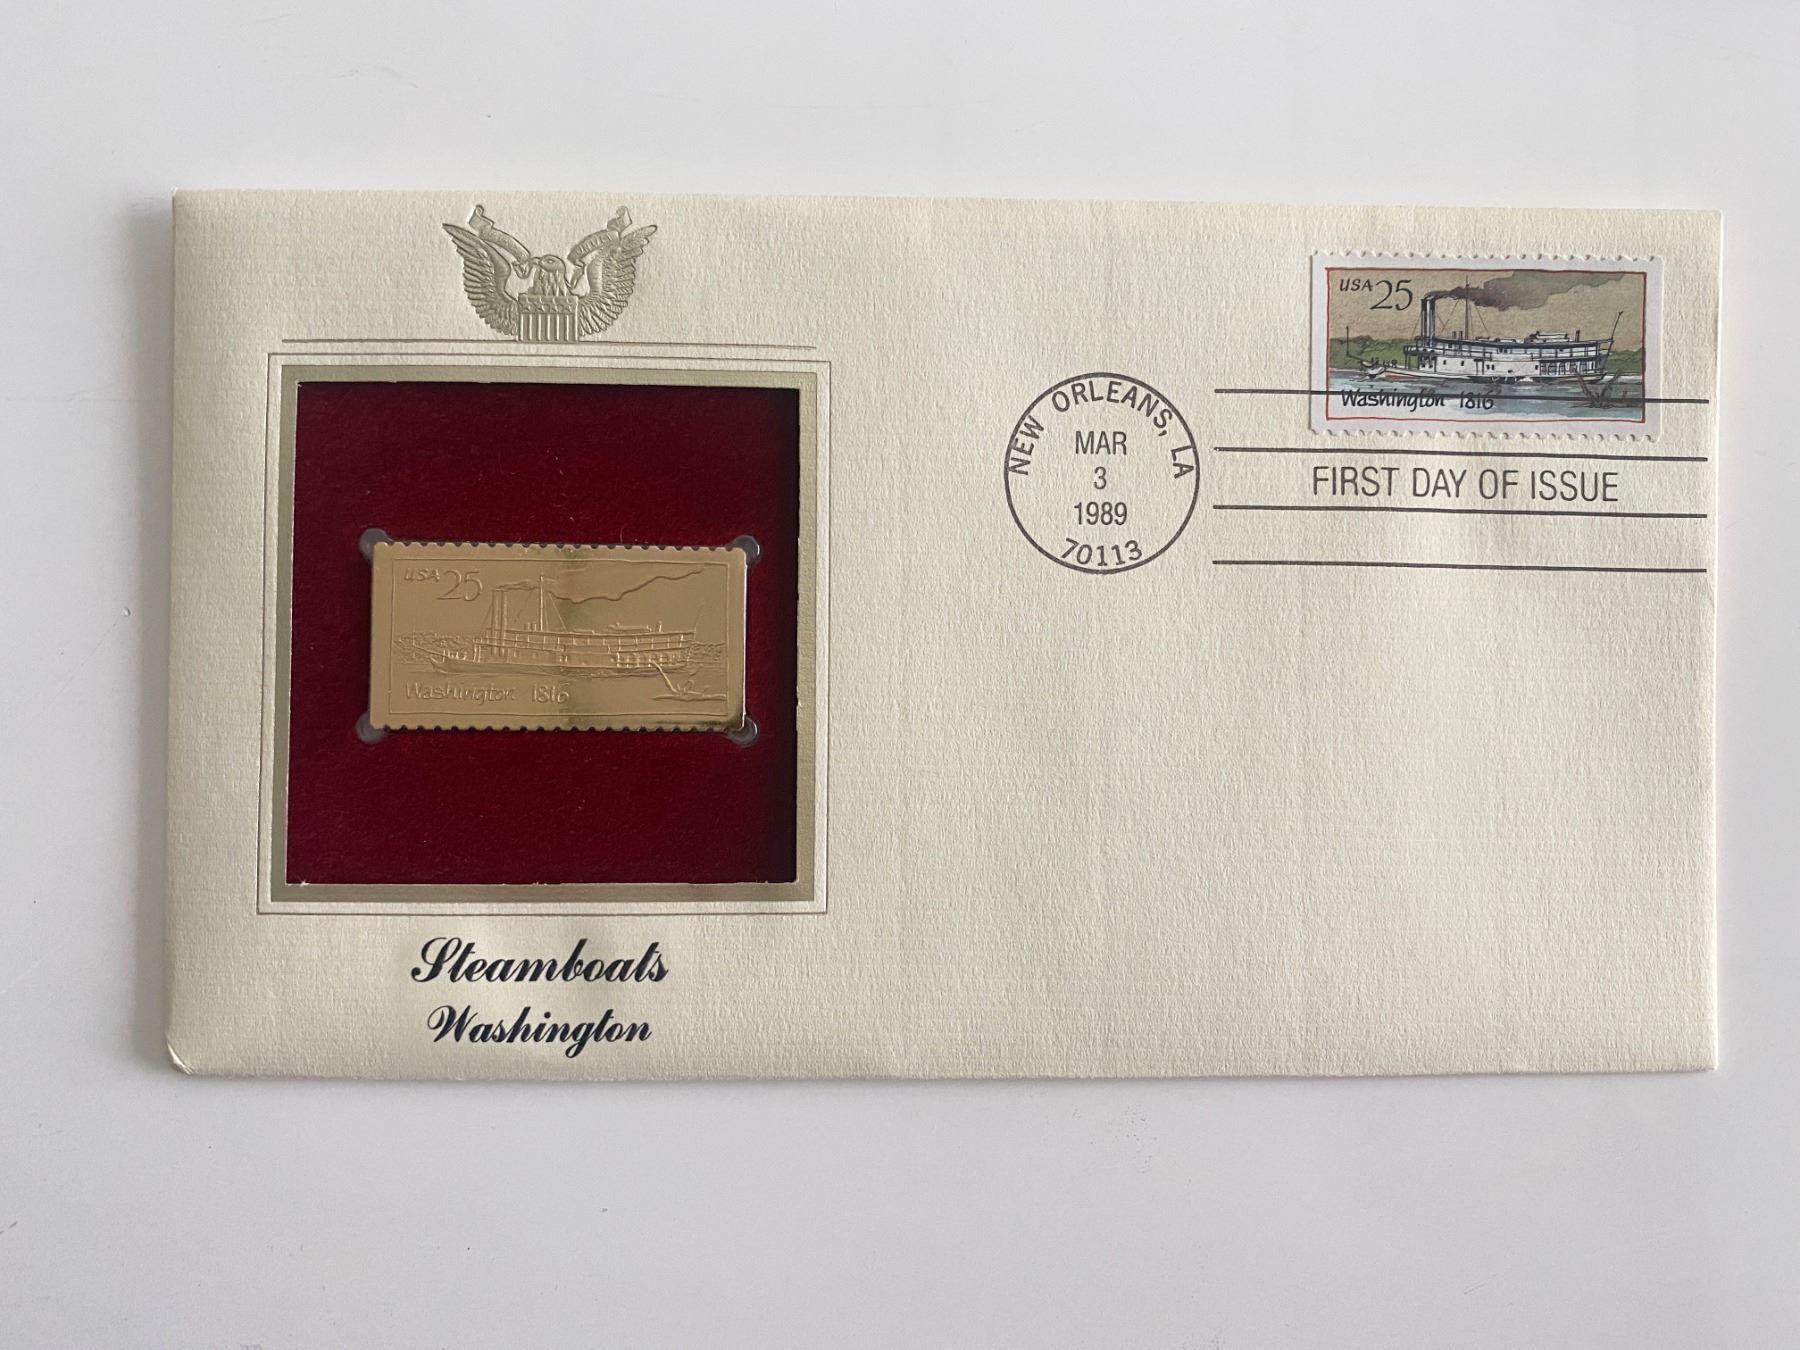 USA 25
Washington 1816
NEW ORLEANS, LA
MAR
3
1989
70113
FIRST DAY OF ISSUE
USA 25
Washington 1816
Steamboats
Washington